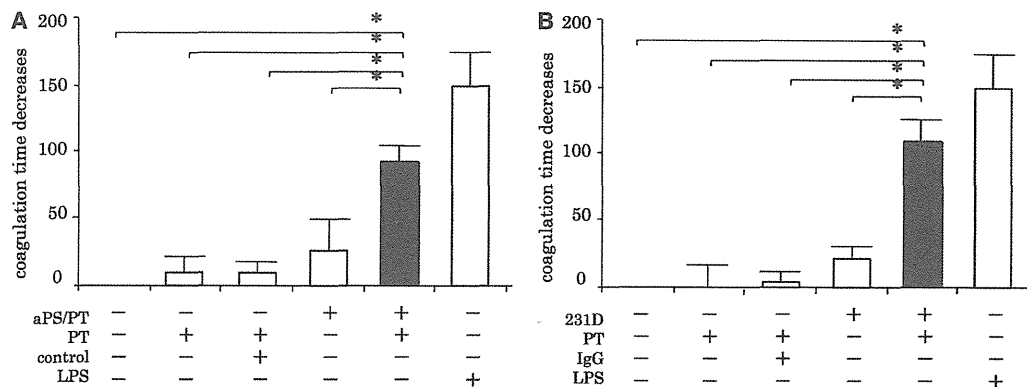 A
200
150
100
50
0
coagulation time decreases
*
*
*
*
aPS/PT − − − + + −
PT − + − − + −
control − − + − − −
LPS − − − − − +
B
200
150
100
50
0
coagulation time decreases
*
*
*
*
231D − − − + + −
PT − + + − + −
IgG − − + − − −
LPS − − − − − +